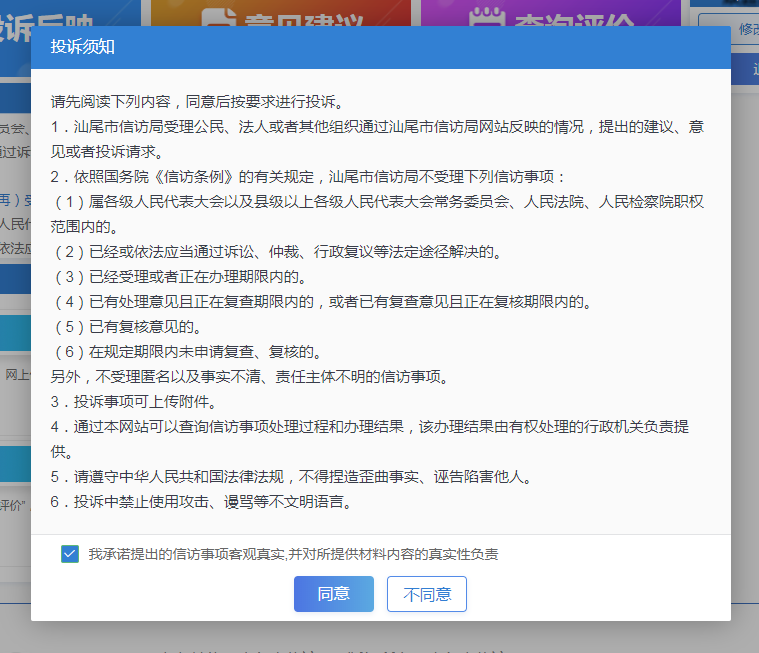 意见建议
查询评价
修改
投诉须知
请先阅读下列内容，同意后按要求进行投诉。
1．汕尾市信访局受理公民、法人或者其他组织通过汕尾市信访局网站反映的情况，提出的建议、意
见或者投诉请求。
2．依照国务院《信访条例》的有关规定，汕尾市信访局不受理下列信访事项：
（1）属各级人民代表大会以及县级以上各级人民代表大会常务委员会、人民法院、人民检察院职权
范围内的。
（2）已经或依法应当通过诉讼、仲裁、行政复议等法定途径解决的。
（3）已经受理或者正在办理期限内的。
（4）已有处理意见且正在复查期限内的，或者已有复查意见且正在复核期限内的。
（5）已有复核意见的。
（6）在规定期限内未申请复查、复核的。
另外，不受理匿名以及事实不清、责任主体不明的信访事项。
3．投诉事项可上传附件。
4．通过本网站可以查询信访事项处理过程和办理结果，该办理结果由有权处理的行政机关负责提
供。
5．请遵守中华人民共和国法律法规，不得捏造歪曲事实、诬告陷害他人。
6．投诉中禁止使用攻击、谩骂等不文明语言。
我承诺提出的信访事项客观真实,并对所提供材料内容的真实性负责
同意
不同意